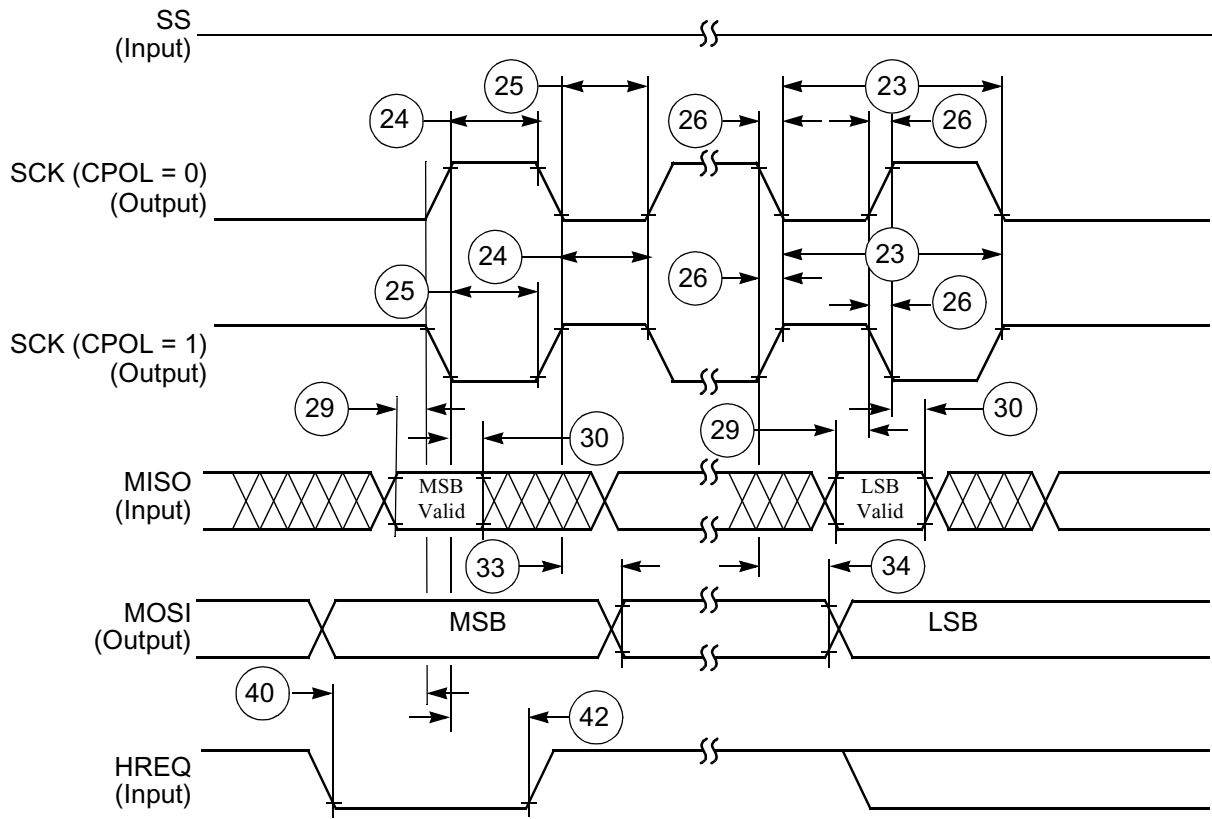 SS
(Input)
25
23
24
26
26
SCK (CPOL = 0)
(Output)
24
23
25
26
26
SCK (CPOL = 1)
(Output)
29
30
29
30
MISO
(Input)
MSB
Valid
LSB
Valid
33
34
MOSI
(Output)
MSB
LSB
40
42
HREQ
(Input)